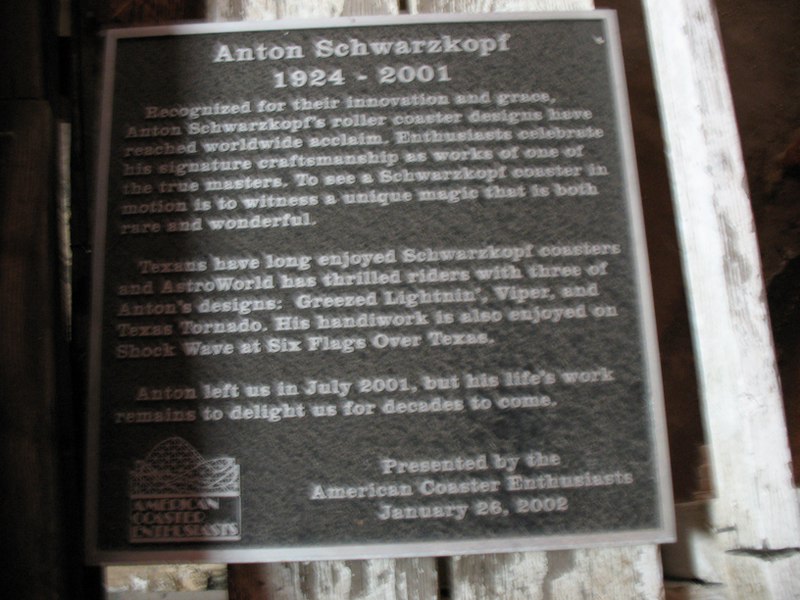 Anton Schwarzkopf
1924 - 2001
Recognized for their innovation and grace,
Anton Schwarzkopf's roller coaster designs have
reached worldwide acclaim. Enthusiasts celebrate
his signature craftsmanship as works of one of
the true masters. To see a Schwarzkopf coaster in
motion is to witness a unique magic that is both
rare and wonderful.
Texans have long enjoyed Schwarzkopf coasters
and AstroWorld has thrilled riders with three of
Anton's designs: Greezed Lightnin', Viper, and
Texas Tornado. His handiwork is also enjoyed on
Shock Wave at Six Flags Over Texas.
Anton left us in July 2001, but his life's work
remains to delight us for decades to come.
Presented by the
American Coaster Enthusiasts
January 26, 2002
AMERICAN
COASTER
ENTHUSIASTS